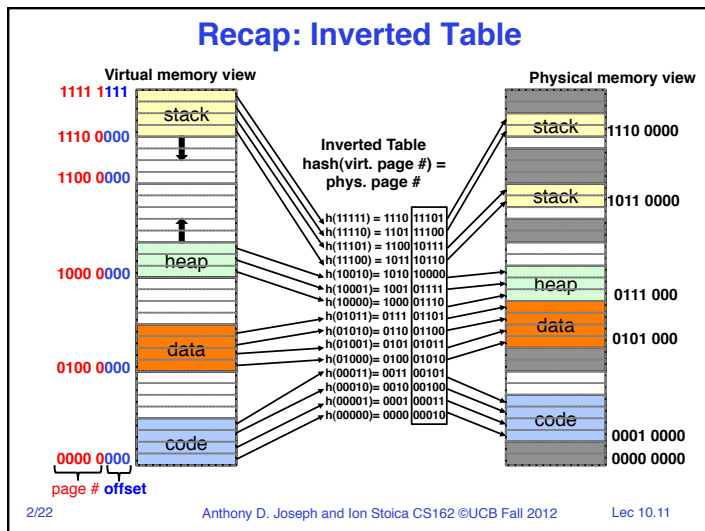 Recap: Inverted Table
Virtual memory view
Physical memory view
1111 1111
stack
1110 0000
1100 0000
heap
1000 0000
data
0100 0000
code
0000 0000
page # offset
Inverted Table
hash(virt. page #) =
phys. page #
h(11111) = 1110 11101
h(11110) = 1101 11100
h(11101) = 1100 10111
h(11100) = 1011 10110
h(10010)= 1010 10000
h(10001)= 1001 01111
h(10000)= 1000 01110
h(01011)= 0111 01101
h(01010)= 0110 01100
h(01001)= 0101 01011
h(01000)= 0100 01010
h(00011)= 0011 00101
h(00010)= 0010 00100
h(00001)= 0001 00011
h(00000)= 0000 00010
stack
1110 0000
stack
1011 0000
heap
0111 000
data
0101 000
code
0001 0000
0000 0000
2/22
Anthony D. Joseph and Ion Stoica CS162 ©UCB Fall 2012
Lec 10.11